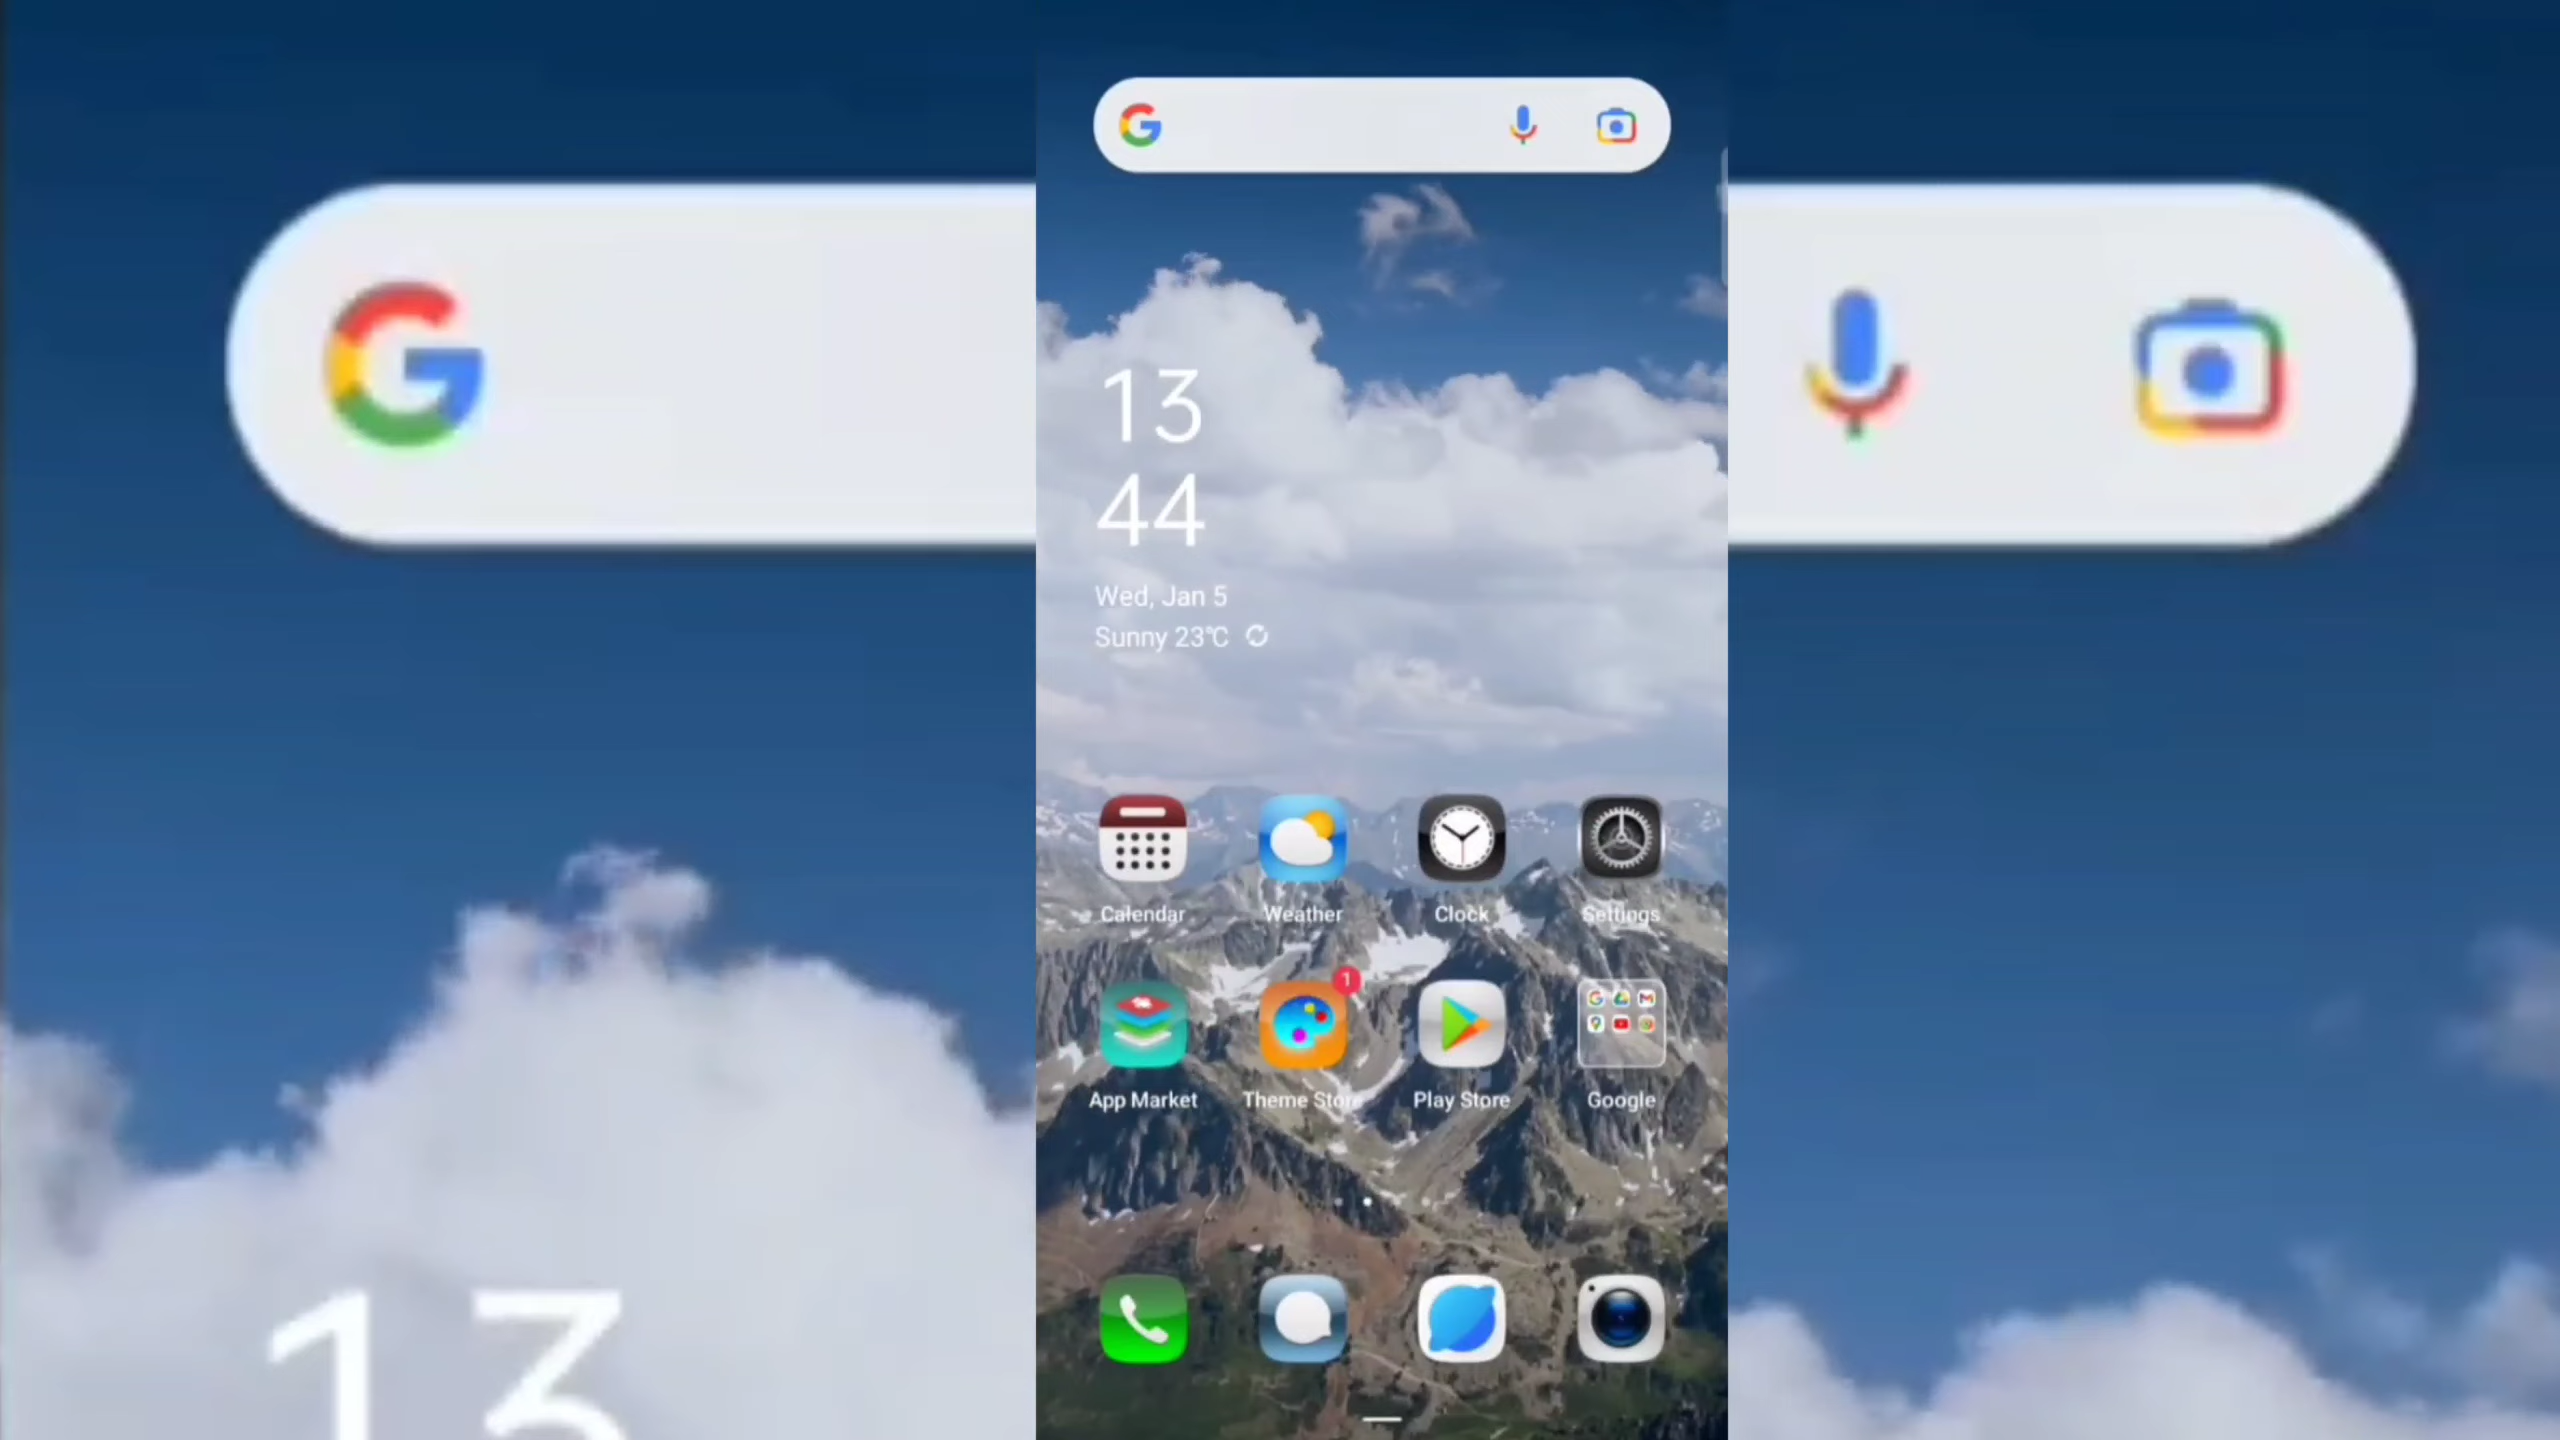 13
44
Wed, Jan 5
Sunny 23℃
Calendar Weather Clock Settings
1
App Market Theme Store Play Store Google
13